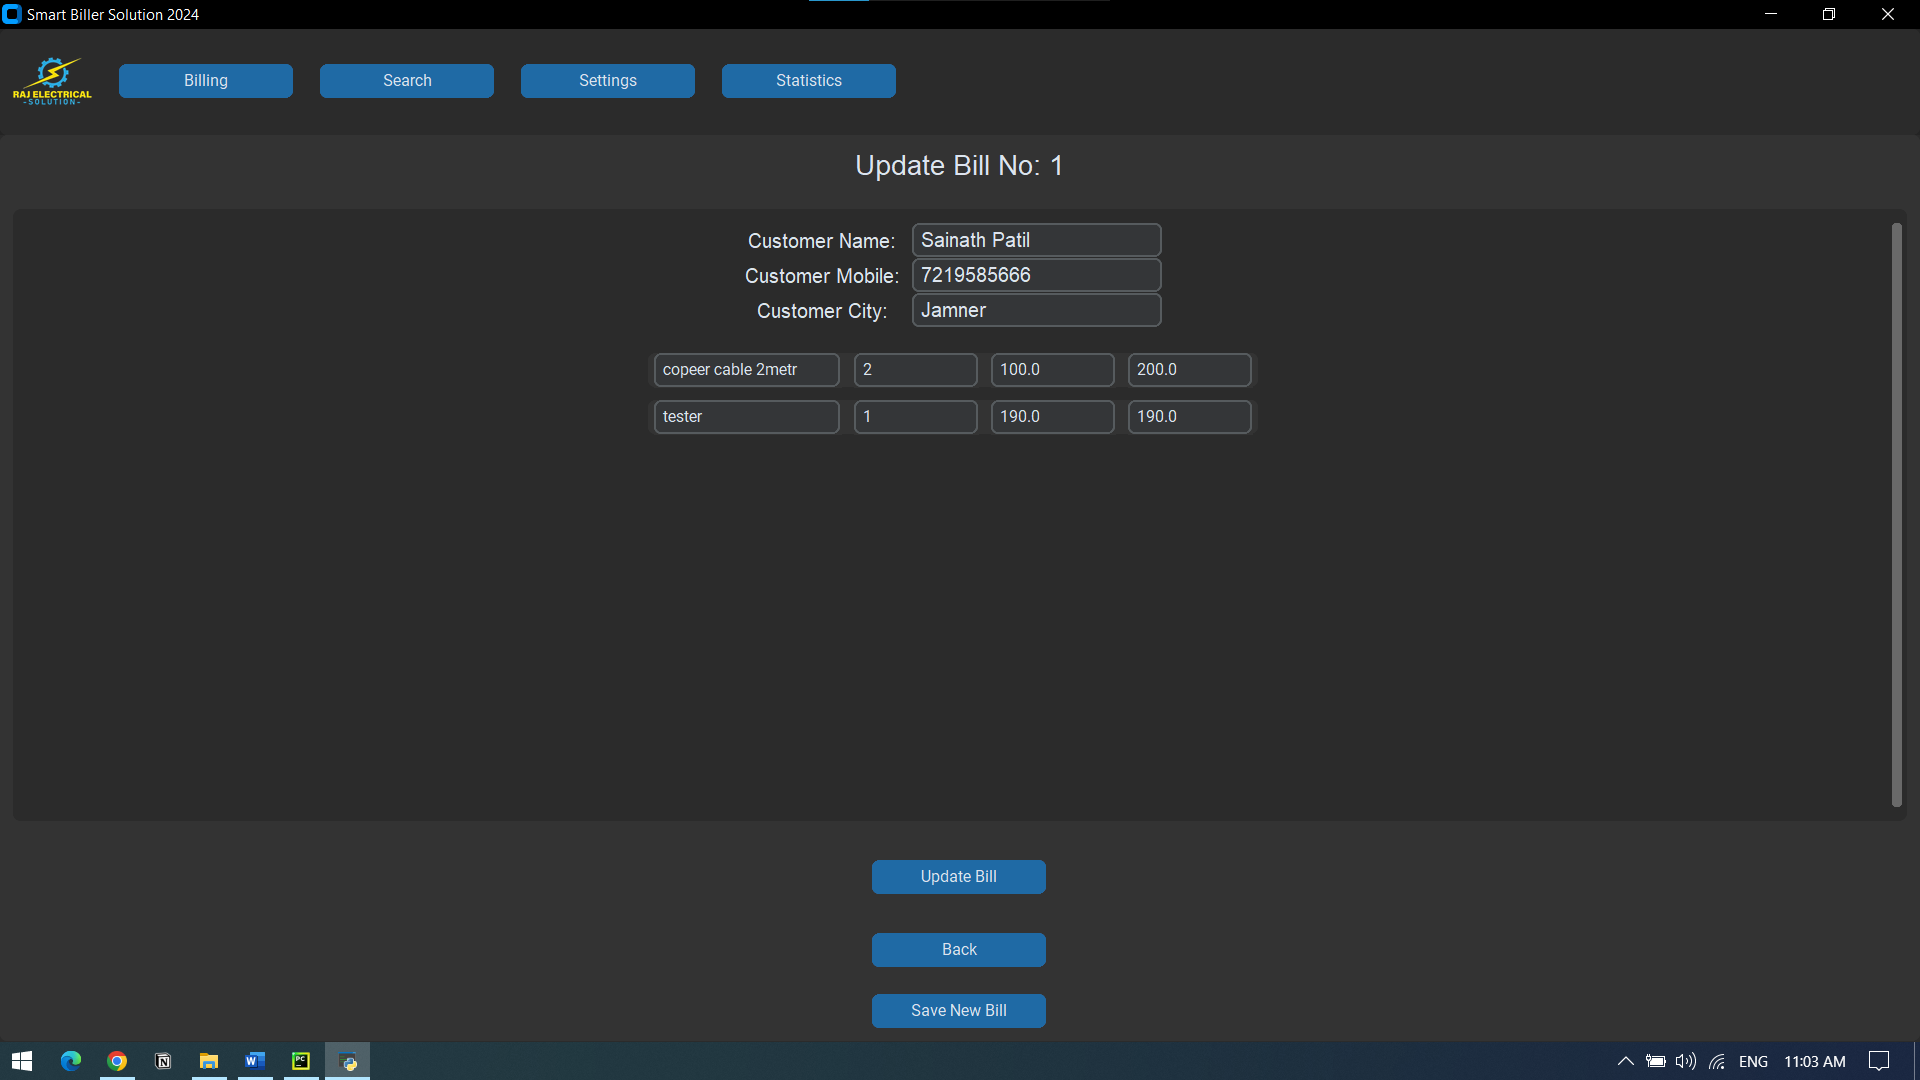 Smart Biller Solution 2024
RAJ ELECTRICAL
-SOLUTION-
Billing
Search
Settings
Statistics
Update Bill No: 1
Customer Name: Sainath Patil
Customer Mobile: 7219585666
Customer City: Jamner
copeer cable 2metr 2 100.0 200.0
tester 1 190.0 190.0
Update Bill
Back
Save New Bill
N
W
PC
ENG
11:03 AM